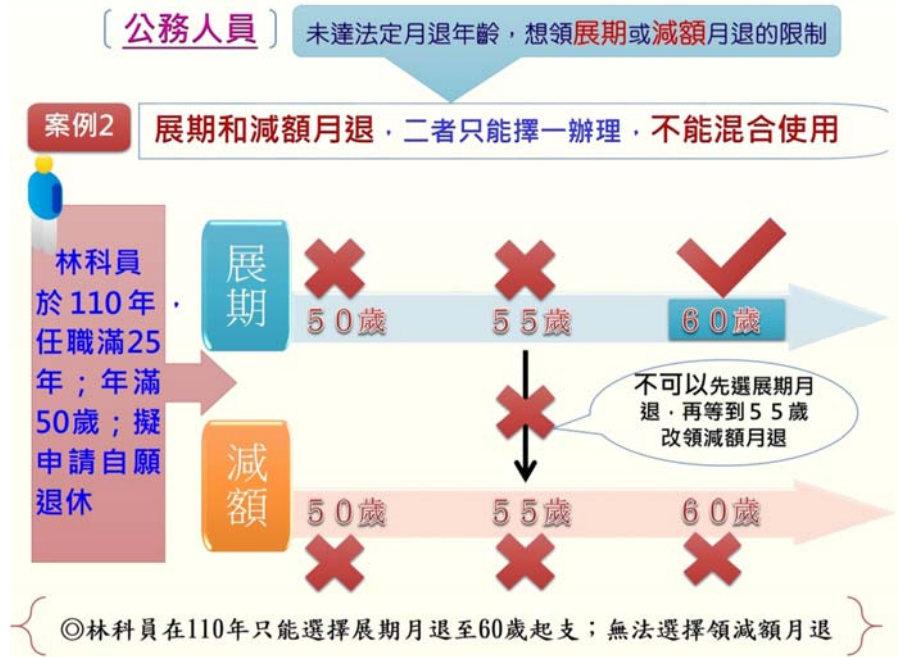 〔公務人員〕
未達法定月退年齡，想領展期或減額月退的限制
案例2
展期和減額月退，二者只能擇一辦理，不能混合使用
林科員
於110年，
任職滿25
年；年滿
50歲；擬
申請自願
退休
展期
５０歲
５５歲
６０歲
不可以先選展期月
退，再等到５５歲
改領減額月退
減額
５０歲
５５歲
６０歲
◎林科員在110年只能選擇展期月退至60歲起支；無法選擇領減額月退